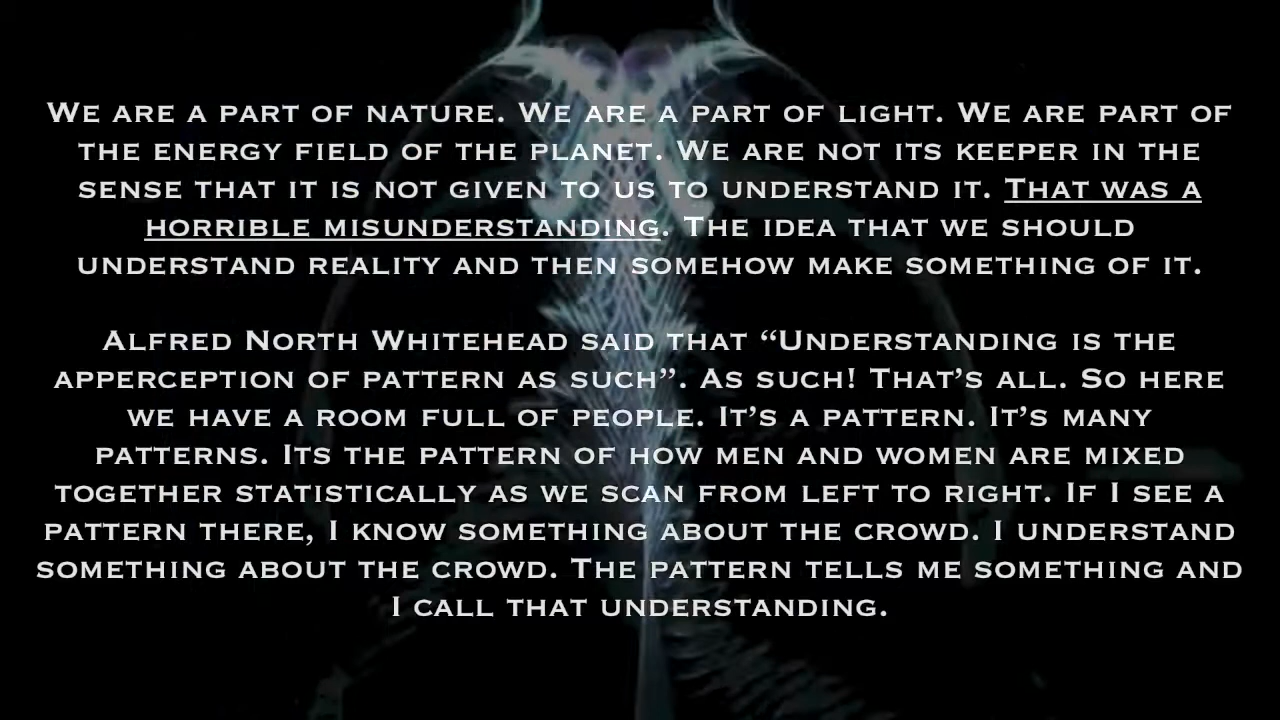 We are a part of nature. We are a part of light. We are part of
the energy field of the planet. We are not its keeper in the
sense that it is not given to us to understand it. That was a
horrible misunderstanding. The idea that we should
understand reality and then somehow make something of it.
Alfred North Whitehead said that “Understanding is the
apperception of pattern as such”. As such! That’s all. So here
we have a room full of people. It’s a pattern. It’s many
patterns. Its the pattern of how men and women are mixed
together statistically as we scan from left to right. If I see a
pattern there, I know something about the crowd. I understand
something about the crowd. The pattern tells me something and
I call that understanding.